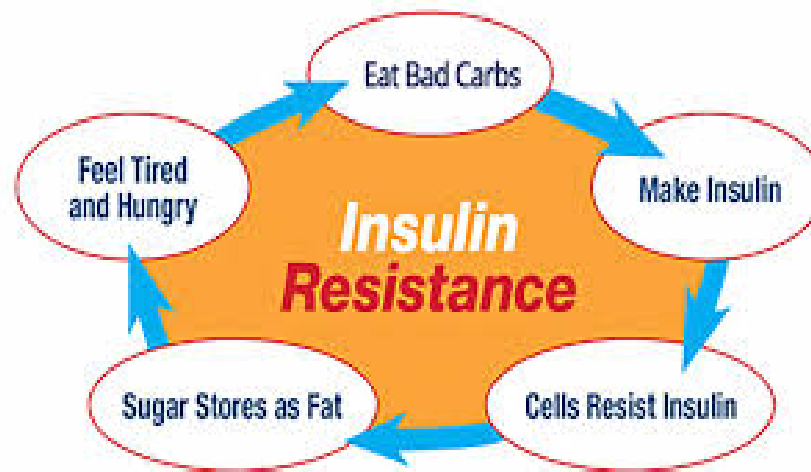 Eat Bad Carbs
Make Insulin
Cells Resist Insulin
Sugar Stores as Fat
Feel Tired
and Hungry
Insulin
Resistance